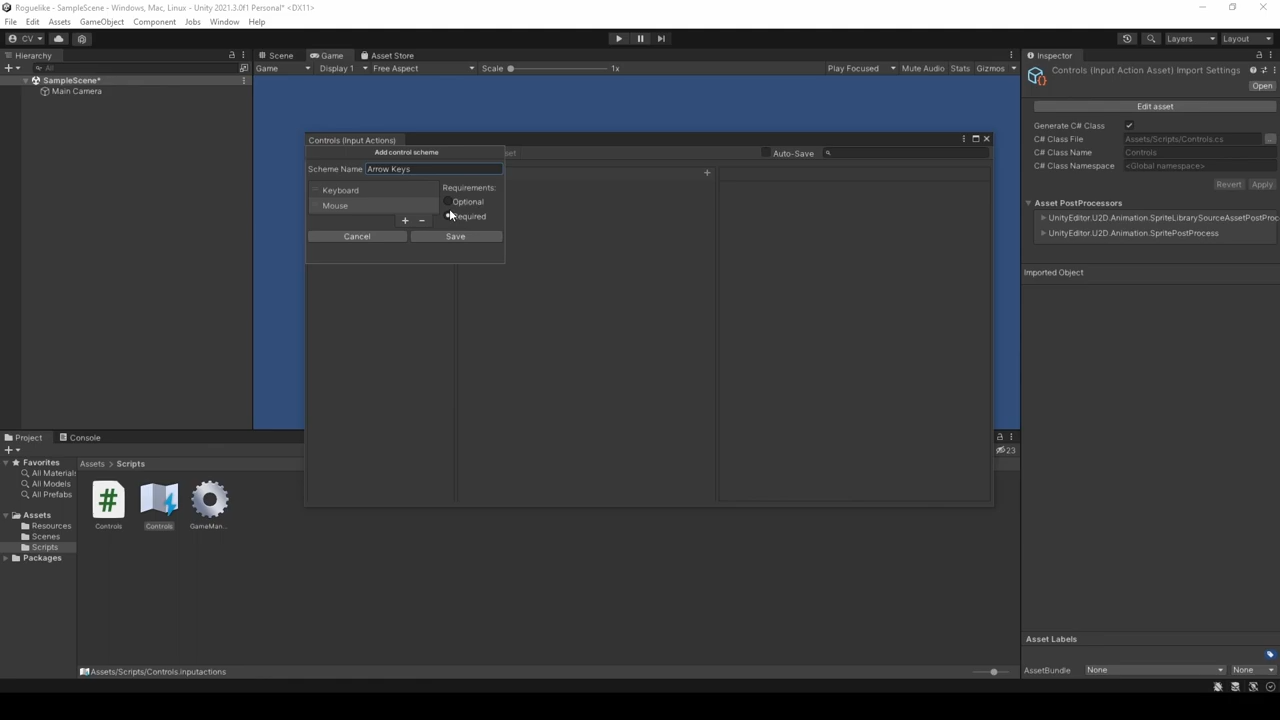 Roguelike - SampleScene - Windows, Mac, Linux - Unity 2021.3.0f1 Personal* <DX11>
File Edit Assets GameObject Component Jobs Window Help
CV Layers Layout
Hierarchy Scene Game Asset Store Inspector
All Game Display 1 Free Aspect Scale 1x Play Focused Mute Audio Stats Gizmos
Controls (Input Action Asset) Import Settings
SampleScene*
Open
Main Camera
Edit asset
Generate C# Class
C# Class File Assets/Scripts/Controls.cs
Controls (Input Actions)
C# Class Name Controls
Add control scheme
set Auto-Save
C# Class Namespace <Global namespace>
Scheme Name Arrow Keys
Revert Apply
Keyboard Requirements:
Optional
Mouse
equired
Asset PostProcessors
UnityEditor.U2D.Animation.SpriteLibrarySourceAssetPostProc
UnityEditor.U2D.Animation.SpritePostProcess
Cancel Save
Imported Object
Project Console
23
Favorites
Assets > Scripts
All Materials
All Models
All Prefabs
Assets
Resources
Scenes
Scripts
Packages
Controls Controls GameMan...
Asset Labels
Assets/Scripts/Controls.inputactions
AssetBundle None None